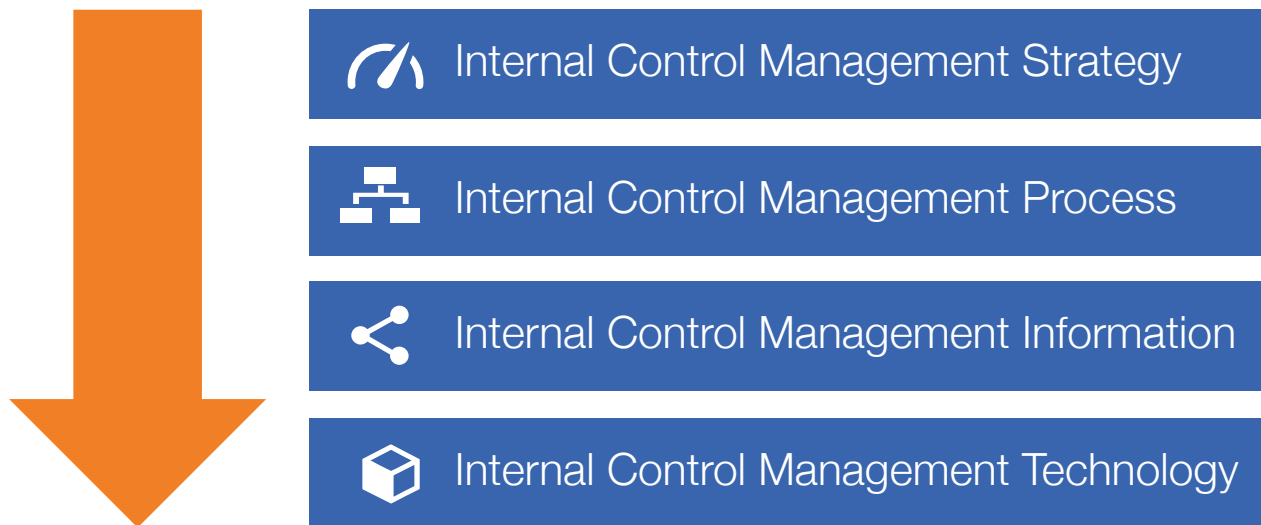 Internal Control Management Strategy
Internal Control Management Process
Internal Control Management Information
Internal Control Management Technology